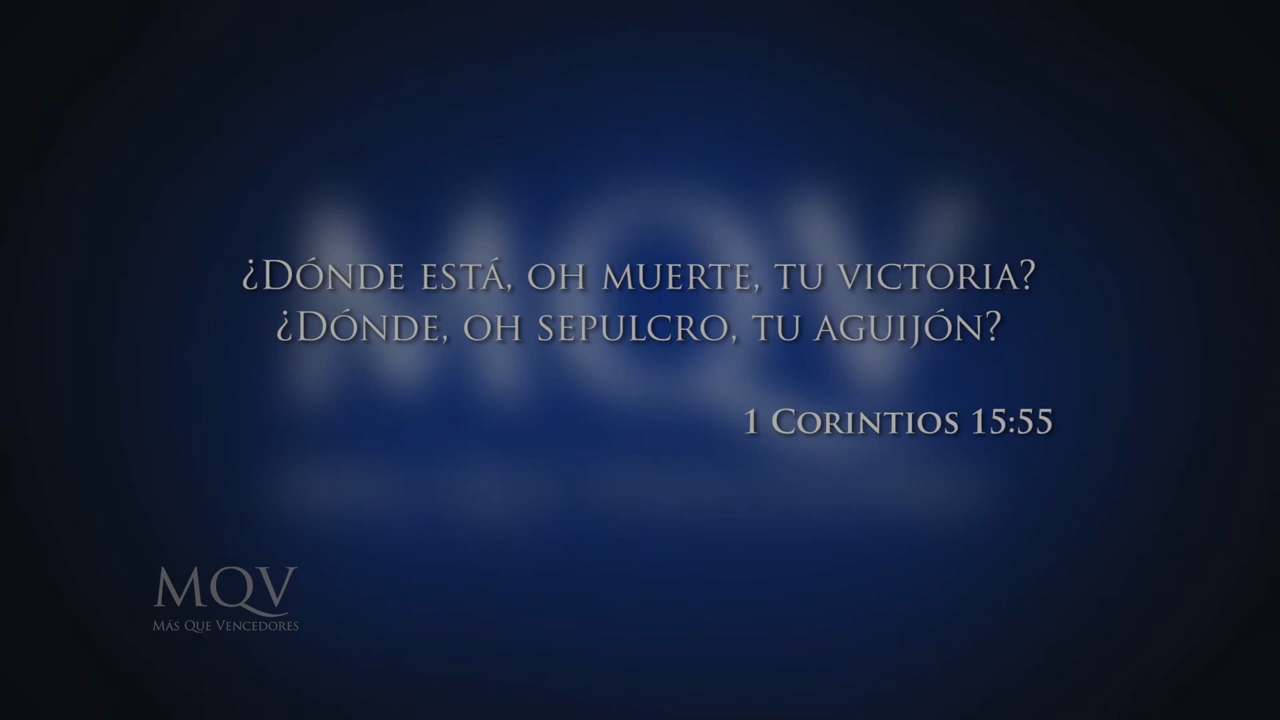 ¿Dónde está, oh muerte, tu victoria?
¿Dónde, oh sepulcro, tu aguijón?
1 Corintios 15:55
MQV
Más Que Vencedores